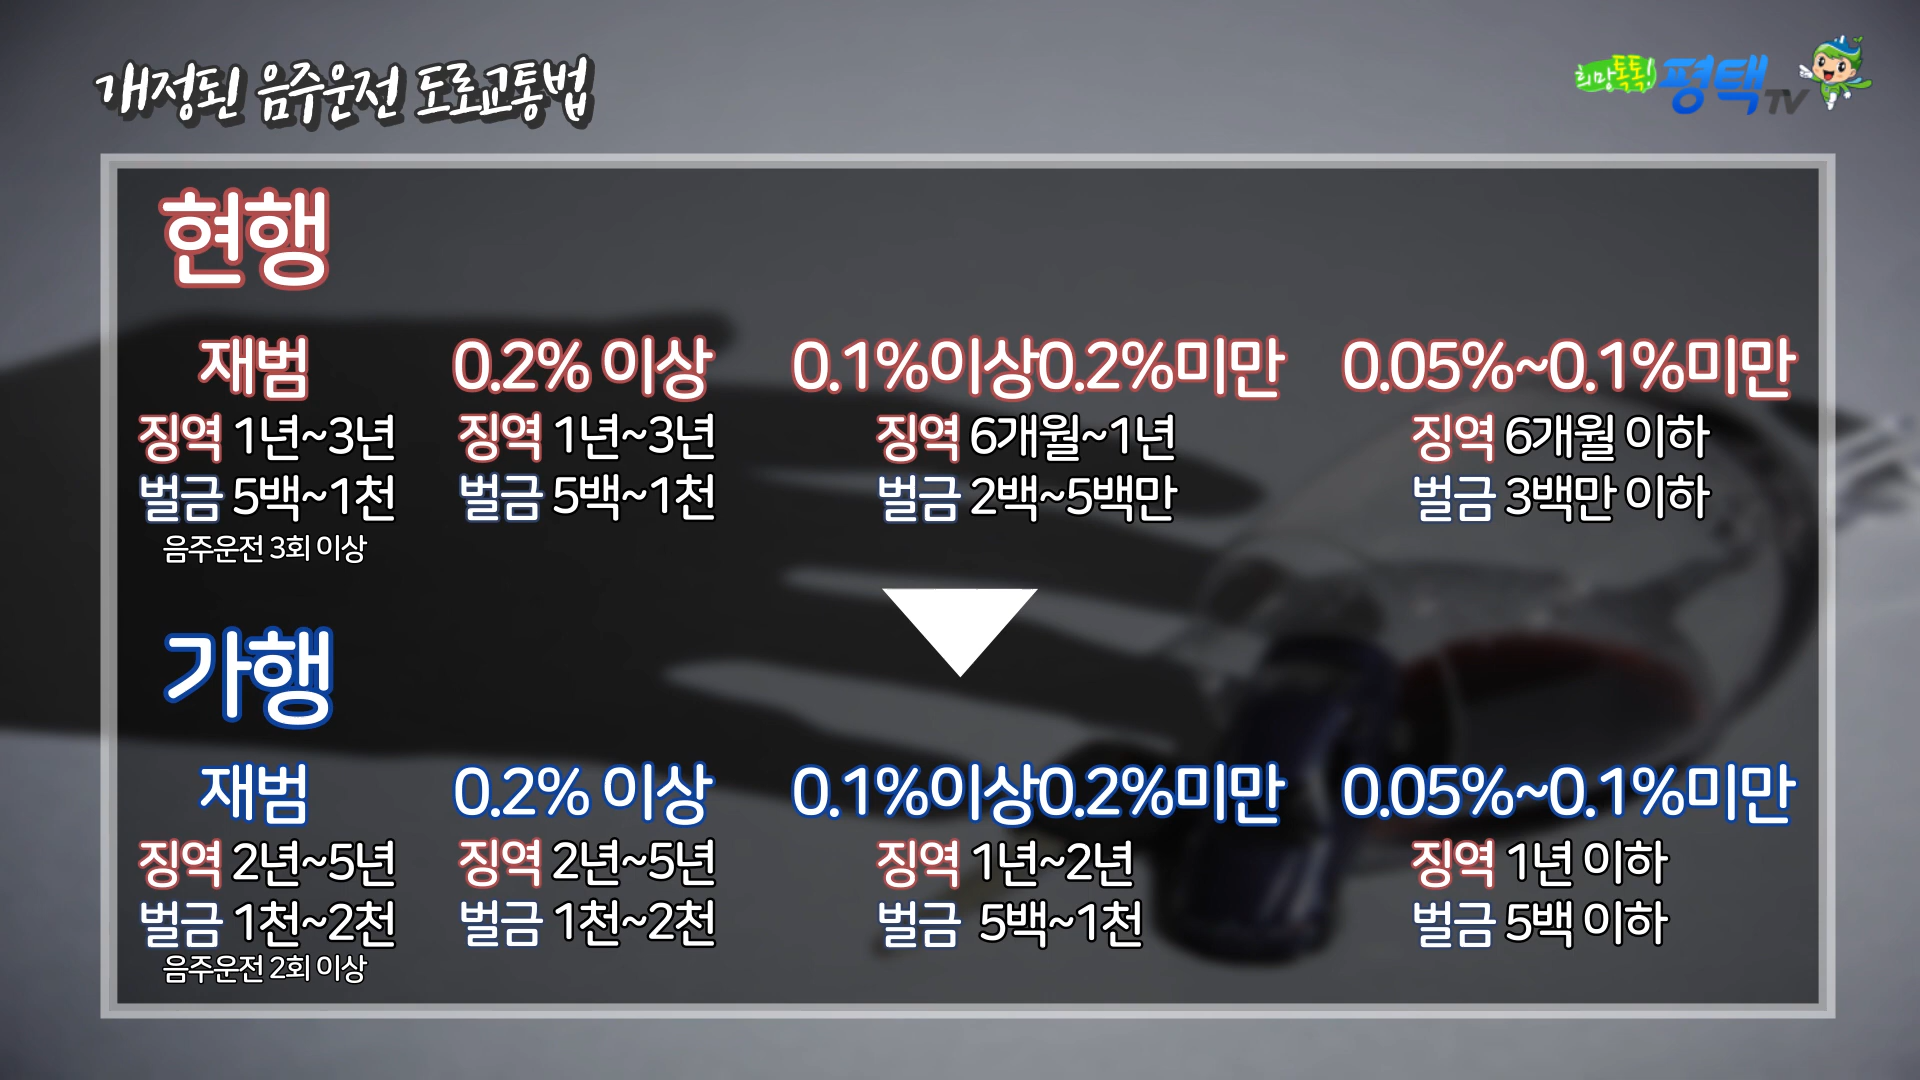 개정된 음주운전 도로교통법
희망톡톡! 평택TV
현행
재범 0.2% 이상 0.1%이상0.2%미만 0.05%~0.1%미만
징역 1년~3년 징역 1년~3년 징역 6개월~1년 징역 6개월 이하
벌금 5백~1천 벌금 5백~1천 벌금 2백~5백만 벌금 3백만 이하
음주운전 3회 이상
가행
재범 0.2% 이상 0.1%이상0.2%미만 0.05%~0.1%미만
징역 2년~5년 징역 2년~5년 징역 1년~2년 징역 1년 이하
벌금 1천~2천 벌금 1천~2천 벌금 5백~1천 벌금 5백 이하
음주운전 2회 이상